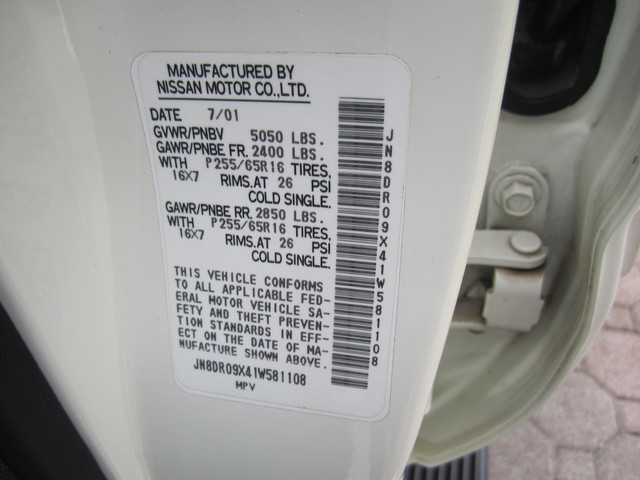 MANUFACTURED BY
NISSAN MOTOR CO.,LTD.
DATE 7/01
GVWR/PNBV 5050 LBS.
GAWR/PNBE FR. 2400 LBS.
WITH P255/65R16 TIRES,
16X7 RIMS.AT 26 PSI
COLD SINGLE.
GAWR/PNBE RR. 2850 LBS.
WITH P255/65R16 TIRES,
16X7 RIMS.AT 26 PSI
COLD SINGLE.
THIS VEHICLE CONFORMS
TO ALL APPLICABLE FED-
ERAL MOTOR VEHICLE SA-
FETY AND THEFT PREVEN-
TION STANDARDS IN EFF-
ECT ON THE DATE OF MA-
NUFACTURE SHOWN ABOVE.
JN8DR09X41W581108
MPV
JN8DR09X41W581108